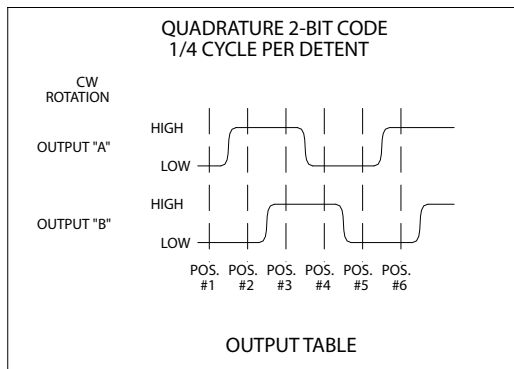 QUADRATURE 2-BIT CODE
1/4 CYCLE PER DETENT
CW
ROTATION
HIGH
OUTPUT "A"
LOW
HIGH
OUTPUT "B"
LOW
POS. POS. POS. POS. POS. POS.
#1 #2 #3 #4 #5 #6
OUTPUT TABLE